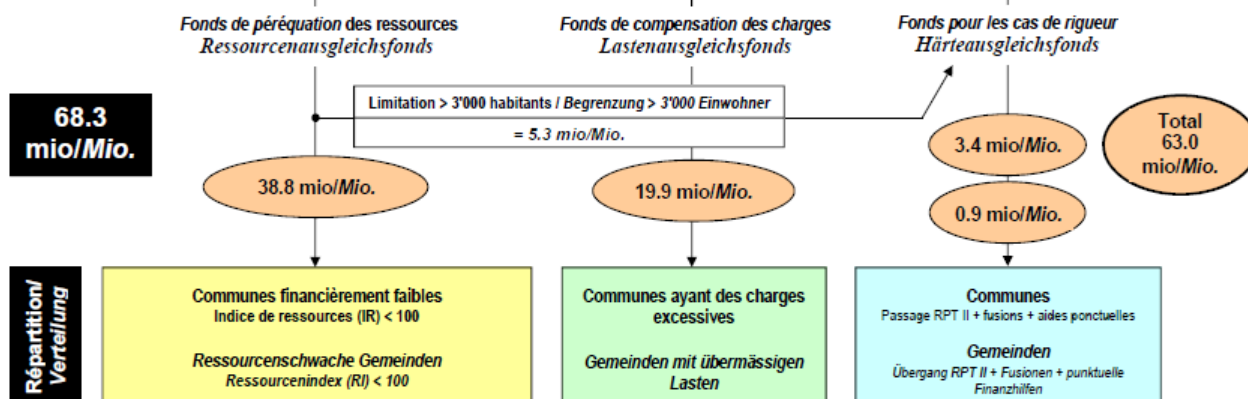 Fonds de péréquation des ressources
Ressourcenausgleichsfonds
Fonds de compensation des charges
Lastenausgleichsfonds
Fonds pour les cas de rigueur
Härteausgleichsfonds
68.3
mio/Mio.
Limitation > 3'000 habitants / Begrenzung > 3'000 Einwohner
= 5.3 mio/Mio.
38.8 mio/Mio.
19.9 mio/Mio.
3.4 mio/Mio.
0.9 mio/Mio.
Total
63.0
mio/Mio.
Répartition/
Verteilung
Communes financièrement faibles
Indice de ressources (IR) < 100
Ressourcenschwache Gemeinden
Ressourcenindex (RI) < 100
Communes ayant des charges
excessives
Gemeinden mit übermässigen
Lasten
Communes
Passage RPT II + fusions + aides ponctuelles
Gemeinden
Übergang RPT II + Fusionen + punktuelle
Finanzhilfen